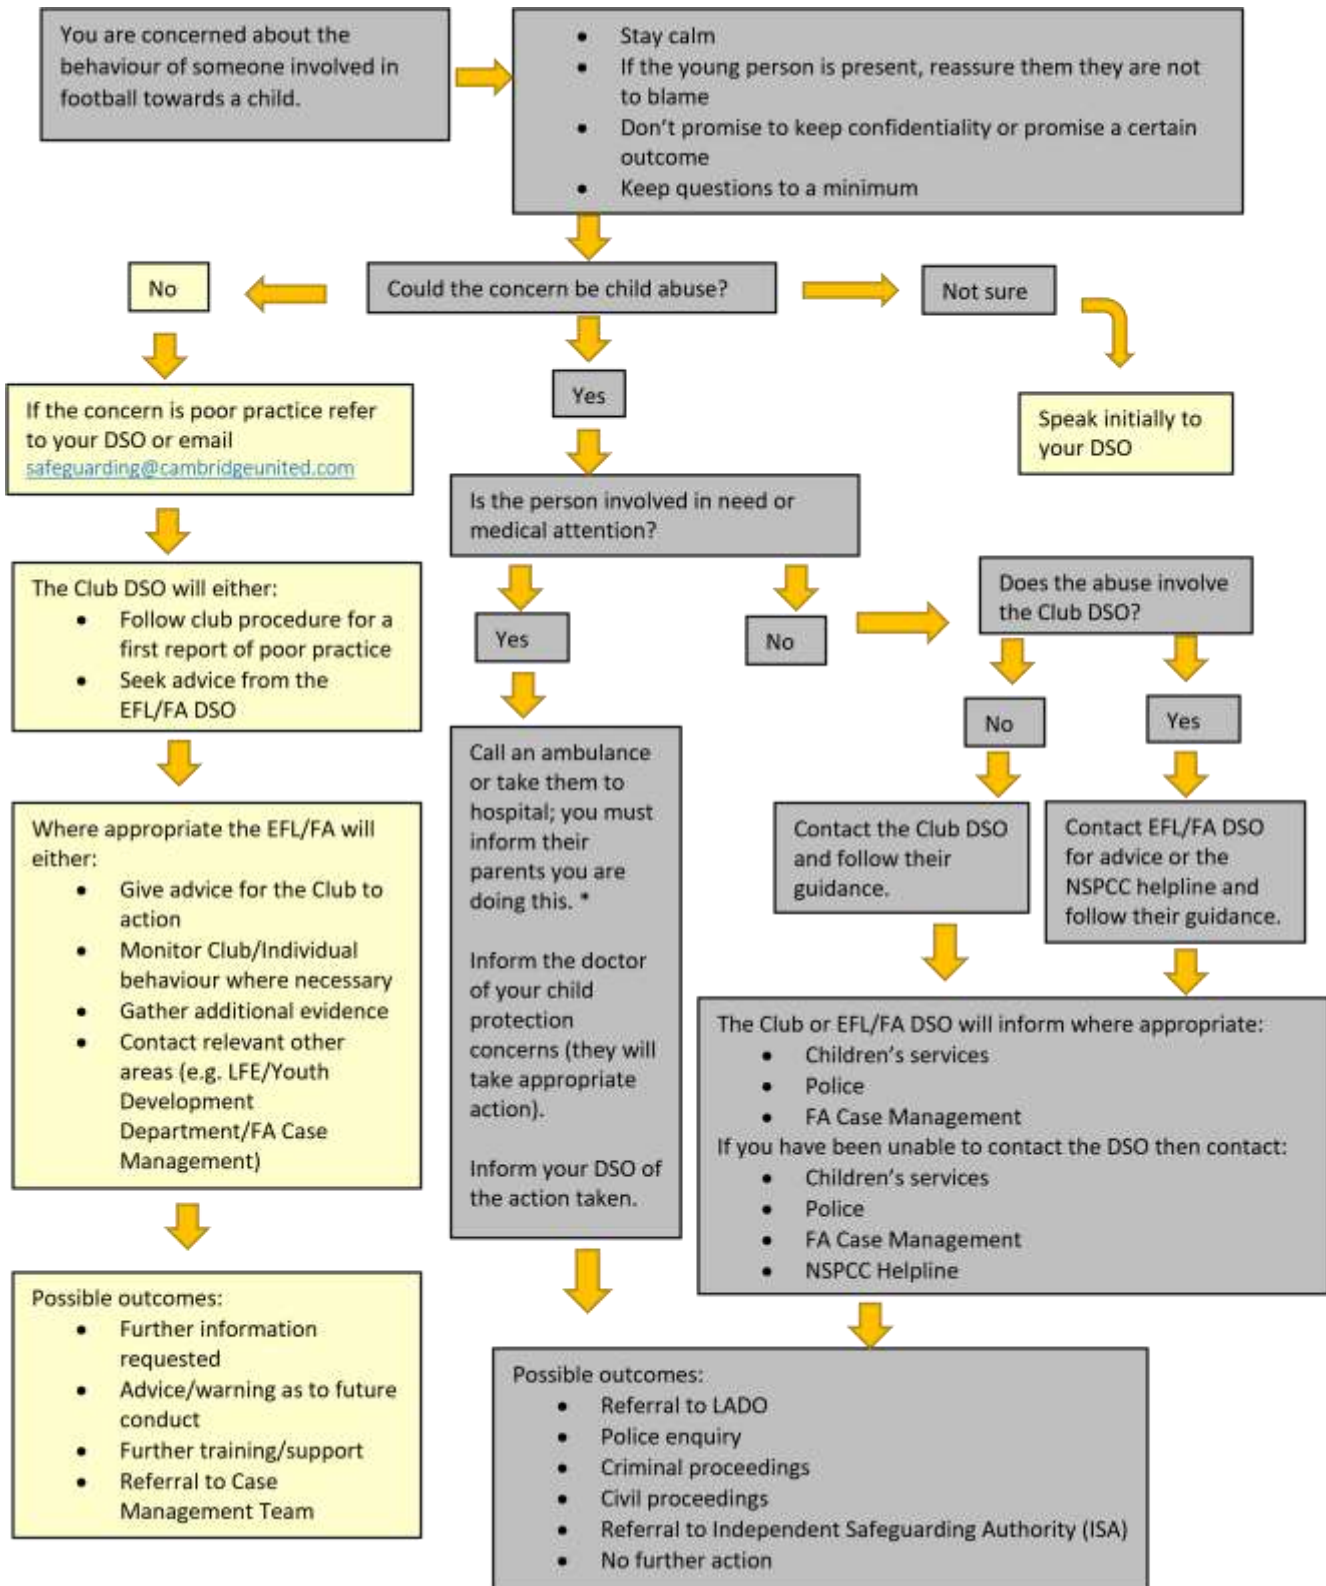 You are concerned about the
behaviour of someone involved in
football towards a child.
• Stay calm
• If the young person is present, reassure them they are not
to blame
• Don't promise to keep confidentiality or promise a certain
outcome
• Keep questions to a minimum
No
Could the concern be child abuse?
Not sure
If the concern is poor practice refer
to your DSO or email
safeguarding@cambridgeunited.com
Yes
Speak initially to
your DSO
Is the person involved in need or
medical attention?
The Club DSO will either:
• Follow club procedure for a
first report of poor practice
• Seek advice from the
EFL/FA DSO
Yes
No
Does the abuse involve
the Club DSO?
No
Yes
Where appropriate the EFL/FA will
either:
• Give advice for the Club to
action
• Monitor Club/Individual
behaviour where necessary
• Gather additional evidence
• Contact relevant other
areas (e.g. LFE/Youth
Development
Department/FA Case
Management)
Call an ambulance
or take them to
hospital; you must
inform their
parents you are
doing this. *
Inform the doctor
of your child
protection
concerns (they will
take appropriate
action).
Inform your DSO of
the action taken.
Contact the Club DSO
and follow their
guidance.
Contact EFL/FA DSO
for advice or the
NSPCC helpline and
follow their guidance.
The Club or EFL/FA DSO will inform where appropriate:
• Children's services
• Police
• FA Case Management
If you have been unable to contact the DSO then contact:
• Children's services
• Police
• FA Case Management
• NSPCC Helpline
Possible outcomes:
• Further information
requested
• Advice/warning as to future
conduct
• Further training/support
• Referral to Case
Management Team
Possible outcomes:
• Referral to LADO
• Police enquiry
• Criminal proceedings
• Civil proceedings
• Referral to Independent Safeguarding Authority (ISA)
• No further action